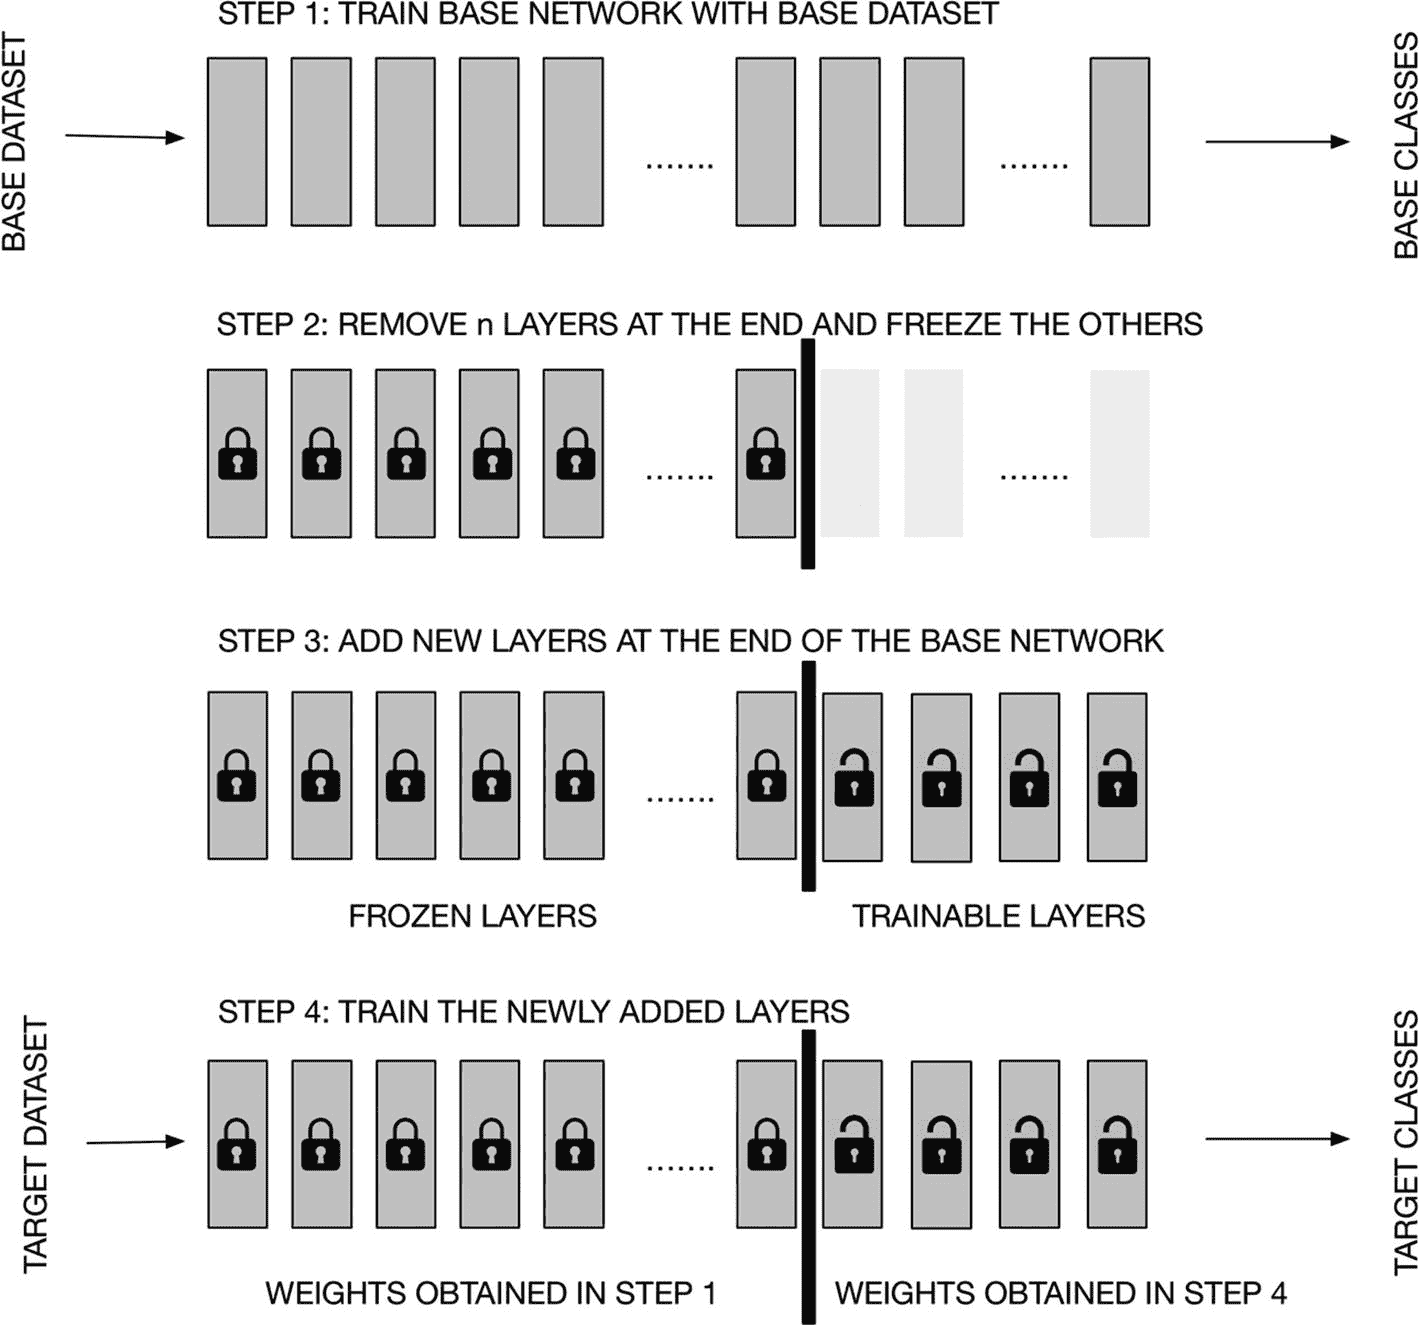 STEP 1: TRAIN BASE NETWORK WITH BASE DATASET
BASE DATASET
.......
.......
BASE CLASSES
STEP 2: REMOVE n LAYERS AT THE END AND FREEZE THE OTHERS
.......
.......
STEP 3: ADD NEW LAYERS AT THE END OF THE BASE NETWORK
.......
FROZEN LAYERS
TRAINABLE LAYERS
STEP 4: TRAIN THE NEWLY ADDED LAYERS
TARGET DATASET
.......
TARGET CLASSES
WEIGHTS OBTAINED IN STEP 1
WEIGHTS OBTAINED IN STEP 4